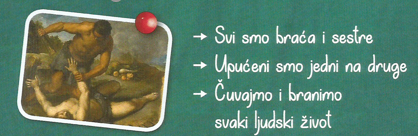 → Svi smo braća i sestre
→ Upućeni smo jedni na druge
→ Čuvajmo i branimo
svaki ljudski život